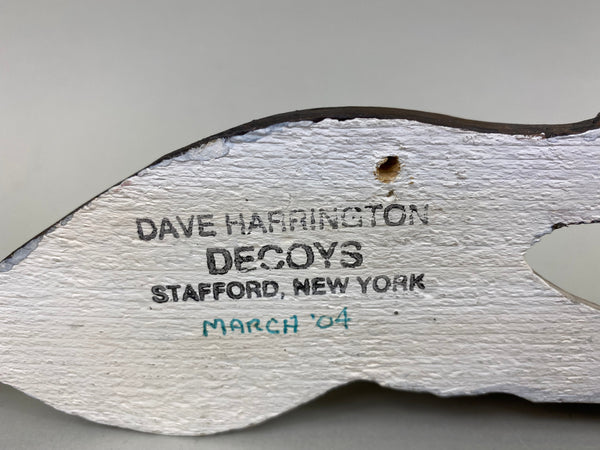 DAVE HARRINGTON
DECOYS
STAFFORD, NEW YORK
MARCH '04